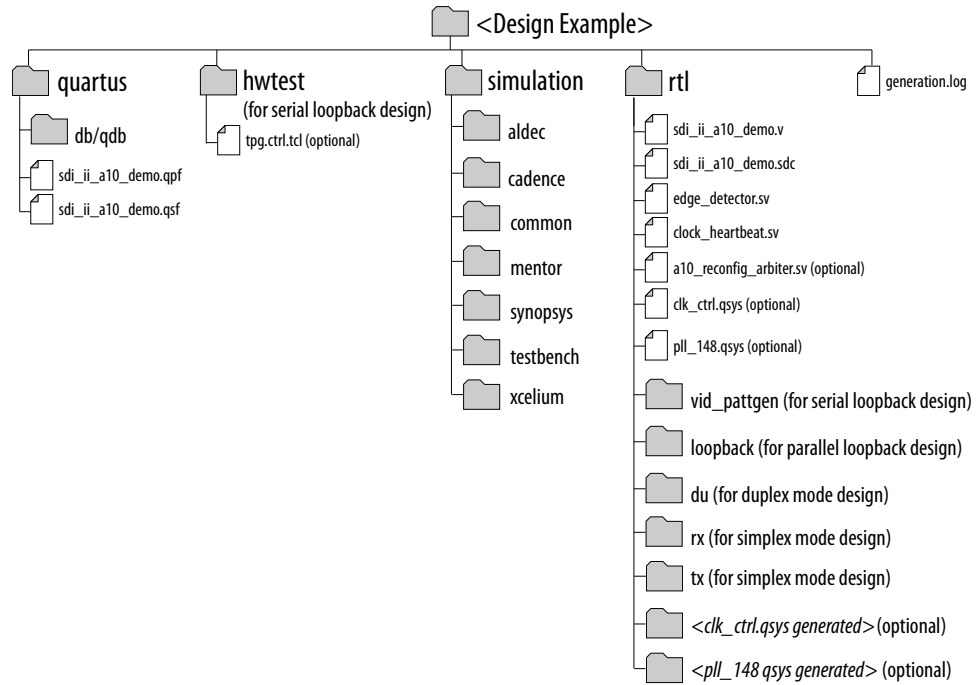 <Design Example>
quartus
db/qdb
sdi_ii_a10_demo.qpf
sdi_ii_a10_demo.qsf
hwtest
(for serial loopback design)
tpg.ctrl.tcl (optional)
simulation
aldec
cadence
common
mentor
synopsys
testbench
xcelium
rtl
sdi_ii_a10_demo.v
sdi_ii_a10_demo.sdc
edge_detector.sv
clock_heartbeat.sv
a10_reconfig_arbiter.sv (optional)
clk_ctrl.qsys (optional)
pll_148.qsys (optional)
vid_pattgen (for serial loopback design)
loopback (for parallel loopback design)
du (for duplex mode design)
rx (for simplex mode design)
tx (for simplex mode design)
<clk_ctrl.qsys generated>(optional)
<pll_148 qsys generated> (optional)
generation.log